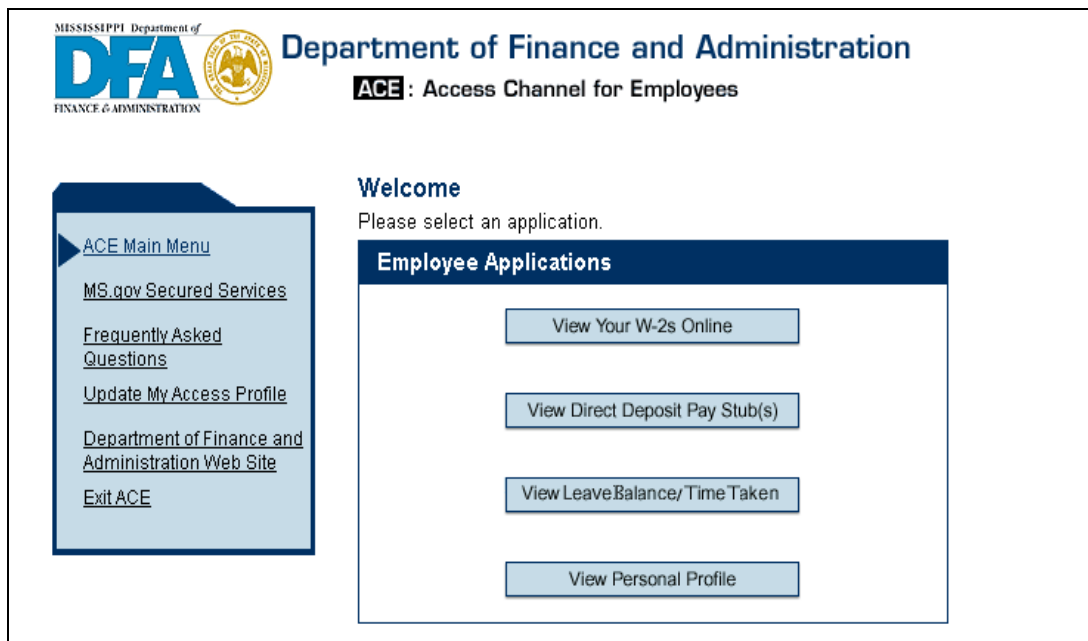 MISSISSIPPI Department of
DFA
FINANCE & ADMINISTRATION
Department of Finance and Administration
ACE : Access Channel for Employees
ACE Main Menu
MS.gov Secured Services
Frequently Asked
Questions
Update My Access Profile
Department of Finance and
Administration Web Site
Exit ACE
Welcome
Please select an application.
Employee Applications
View Your W-2s Online
View Direct Deposit Pay Stub(s)
View Leave Balance/ Time Taken
View Personal Profile